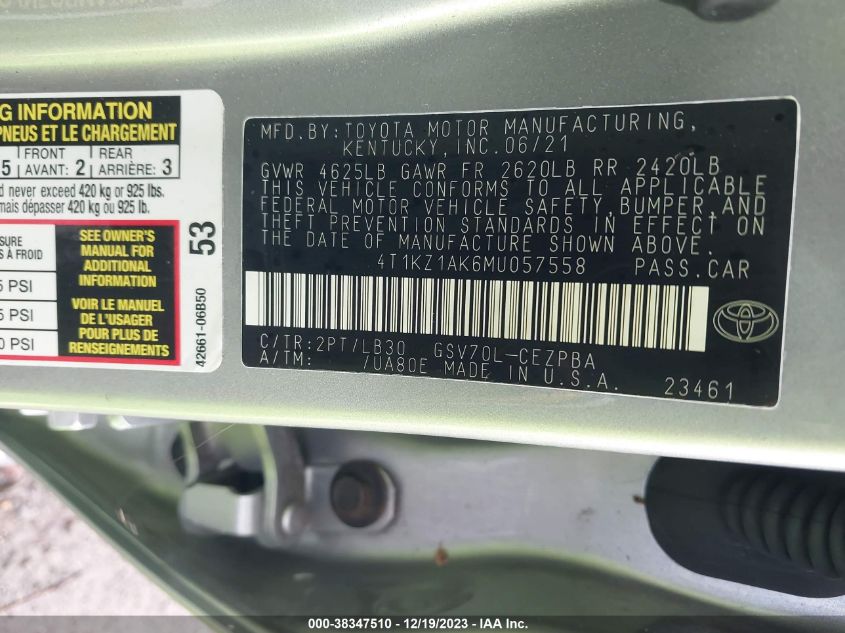 G INFORMATION
PNEUS ET LE CHARGEMENT
5 FRONT AVANT: 2 REAR ARRIÈRE: 3
d never exceed 420 kg or 925 lbs.
mais dépasser 420 kg ou 925 lb.
SURE
S À FROID
5 PSI
5 PSI
0 PSI
SEE OWNER'S
MANUAL FOR
ADDITIONAL
INFORMATION
VOIR LE MANUEL
DE L'USAGER
POUR PLUS DE
RENSEIGNEMENTS
53
42661-06B50
MFD. BY: TOYOTA MOTOR MANUFACTURING,
KENTUCKY, INC. 06/21
GVWR 4625LB GAWR FR 2620LB RR 2420LB
THIS VEHICLE CONFORMS TO ALL APPLICABLE
FEDERAL MOTOR VEHICLE SAFETY, BUMPER, AND
THEFT PREVENTION STANDARDS IN EFFECT ON
THE DATE OF MANUFACTURE SHOWN ABOVE.
4T1KZ1AK6MU057558 PASS. CAR
C/TR: 2PT/LB30 GSV70L-CEZPBA
A/TM: /UA80E MADE IN U.S.A. 23461
000-38347510 - 12/19/2023 - IAAI - IAAI.com